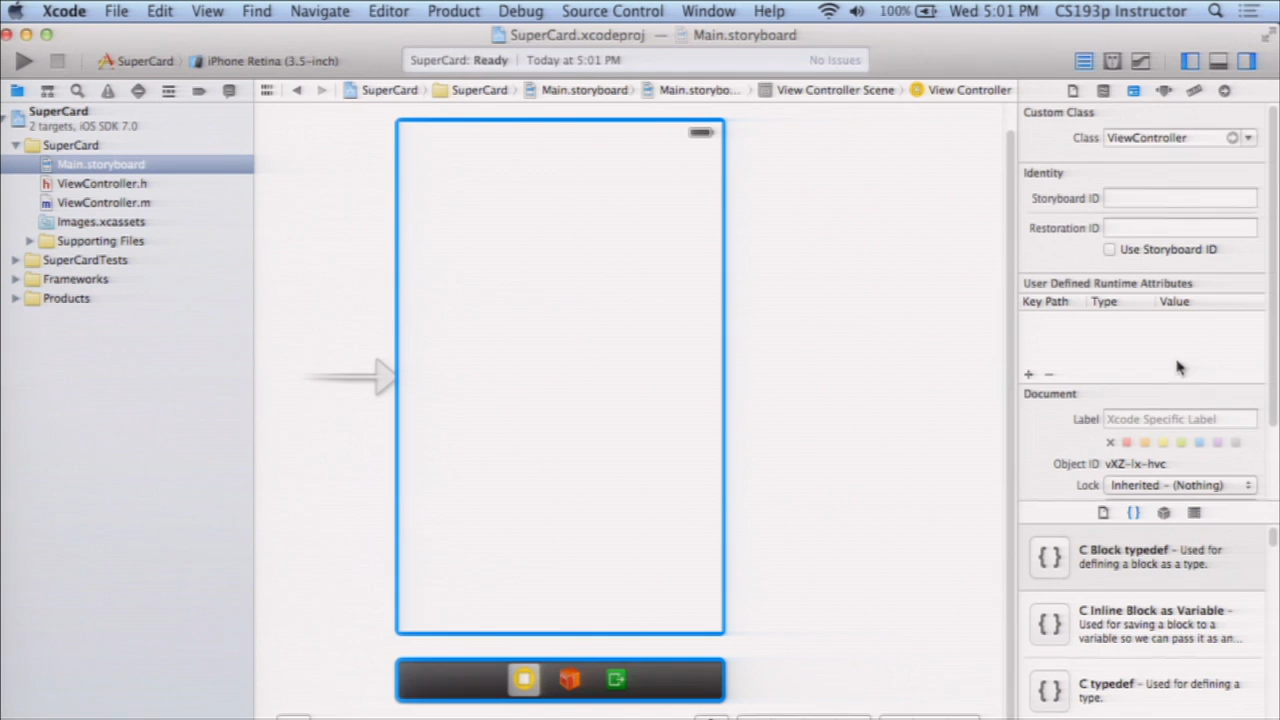 Xcode File Edit View Find Navigate Editor Product Debug Source Control Window Help 100% Wed 5:01 PM CS193p Instructor
SuperCard.xcodeproj — Main.storyboard
SuperCard iPhone Retina (3.5-inch) SuperCard: Ready Today at 5:01 PM No Issues
SuperCard SuperCard Main.storyboard Main.storybo... View Controller Scene View Controller
SuperCard
2 targets, iOS SDK 7.0
SuperCard
Main.storyboard
h ViewController.h
m ViewController.m
Images.xcassets
Supporting Files
SuperCardTests
Frameworks
Products
Custom Class
Class ViewController
Identity
Storyboard ID
Restoration ID
Use Storyboard ID
User Defined Runtime Attributes
Key Path Type Value
+ −
Document
Label Xcode Specific Label
Object ID vXZ-lx-hvc
Lock Inherited - (Nothing)
{ } C Block typedef - Used for
defining a block as a type.
{ } C Inline Block as Variable -
Used for saving a block to a
variable so we can pass it as an...
{ } C typedef - Used for defining a
type.